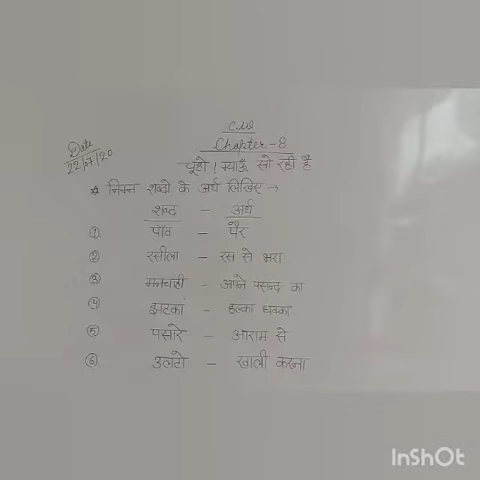 C.W
Date
22/07/20
Chapter-8
चूहो! म्याऊँ सो रही है
* निम्न शब्दो के अर्थ लिखिए →
शब्द - अर्थ
① पाँव - पैर
② रसीला - रस से भरा
③ मनचाही - अपने पसन्द का
④ झटका - हल्का धक्का
⑤ पसारे - आराम से
⑥ उलटो - खाली करना
InShOt